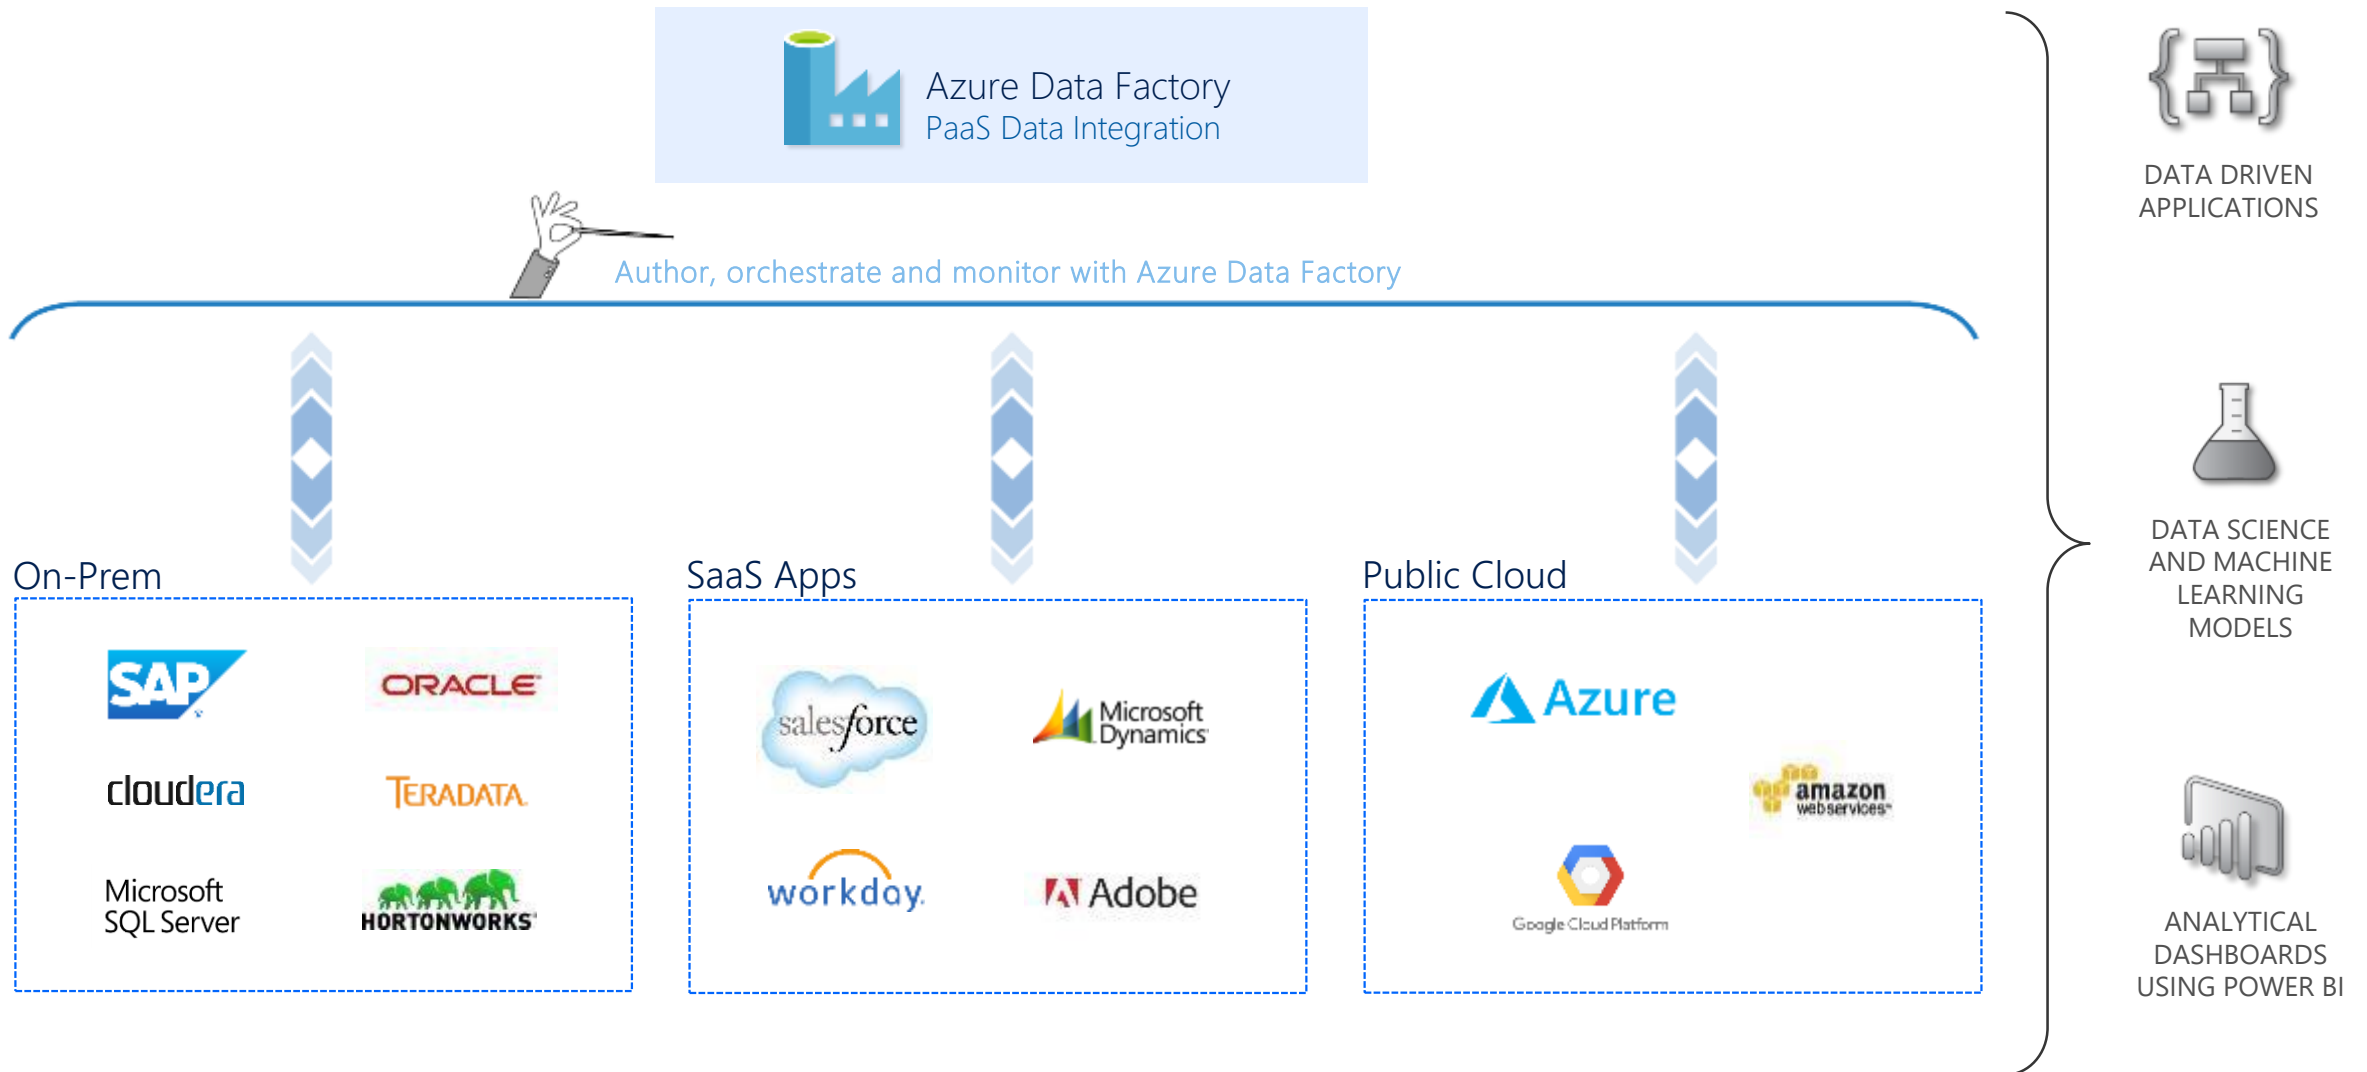 Azure Data Factory
PaaS Data Integration
Author, orchestrate and monitor with Azure Data Factory
On-Prem
SAP
ORACLE
cloudera
TERADATA
Microsoft
SQL Server
HORTONWORKS
SaaS Apps
salesforce
Microsoft
Dynamics
workday.
Adobe
Public Cloud
Azure
amazon
webservices™
Google Cloud Platform
DATA DRIVEN
APPLICATIONS
DATA SCIENCE
AND MACHINE
LEARNING
MODELS
ANALYTICAL
DASHBOARDS
USING POWER BI